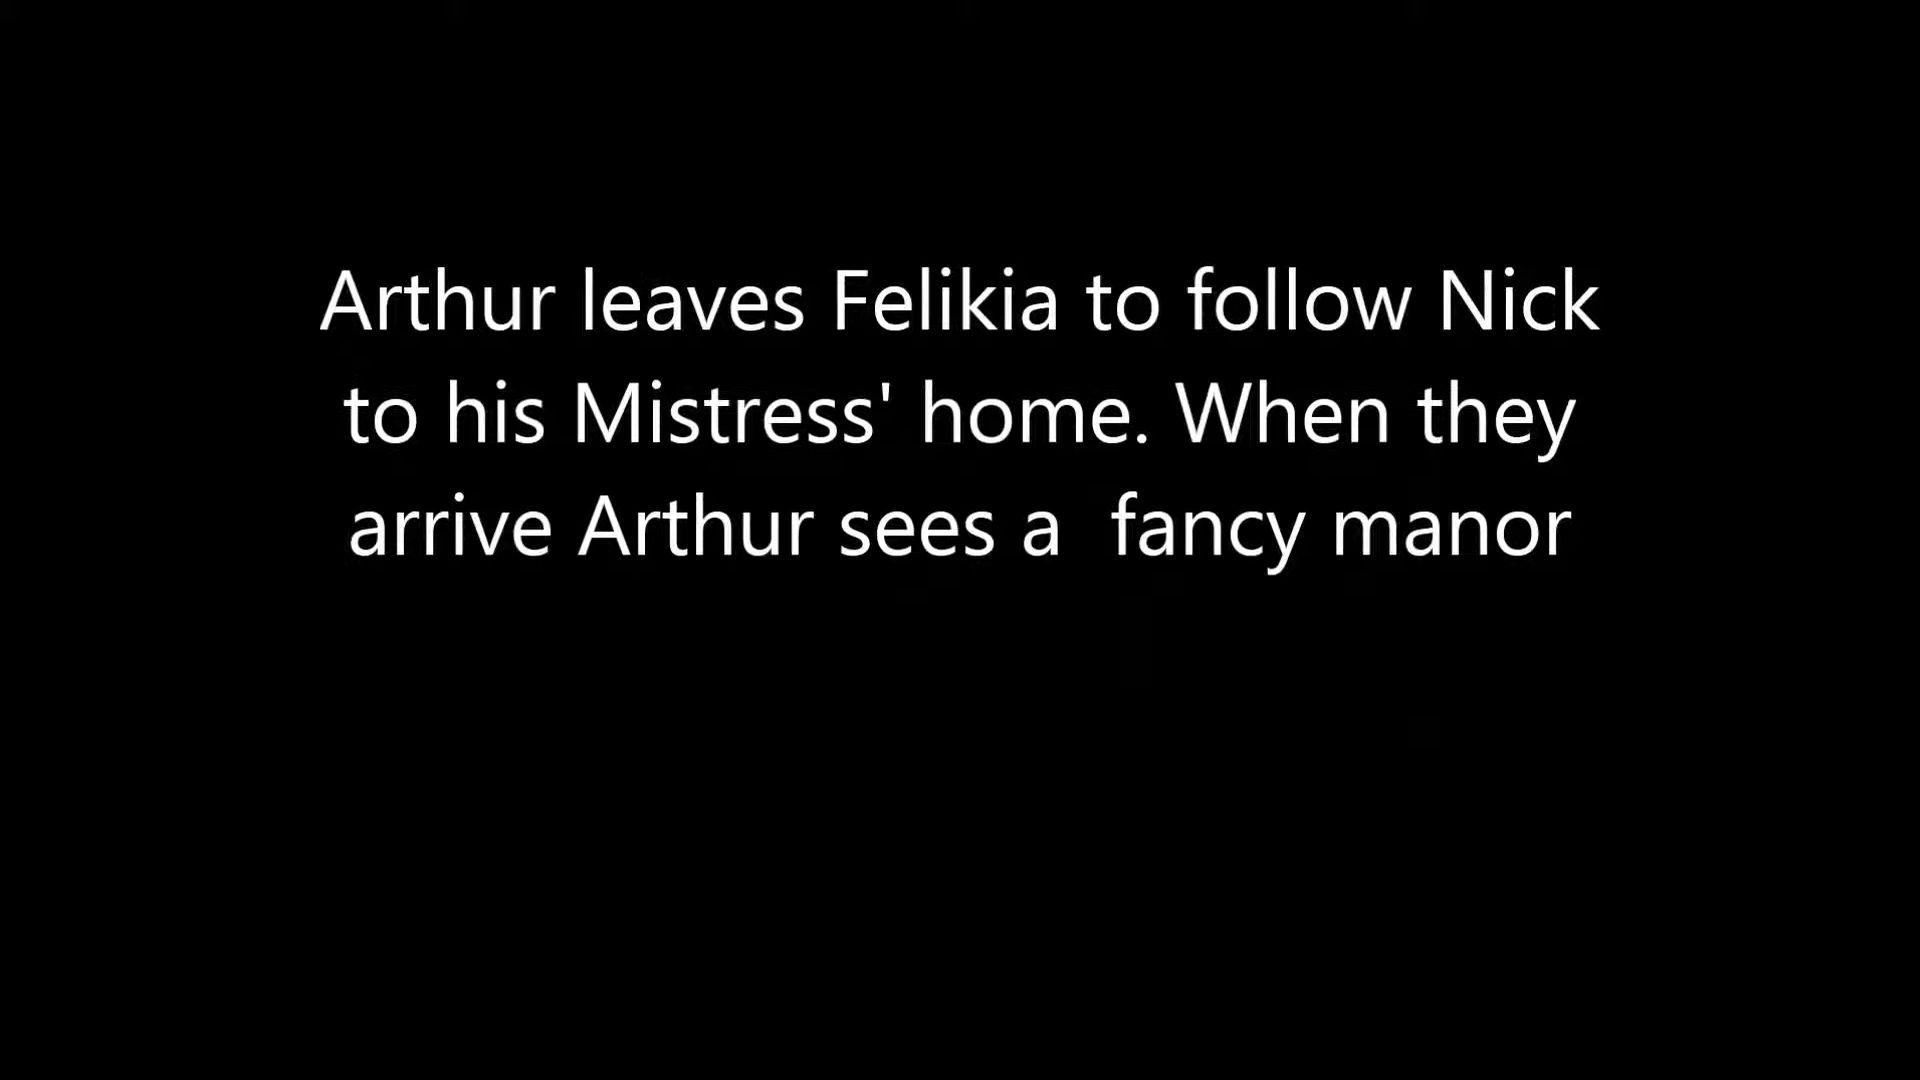 Arthur leaves Felikia to follow Nick
to his Mistress' home. When they
arrive Arthur sees a  fancy manor